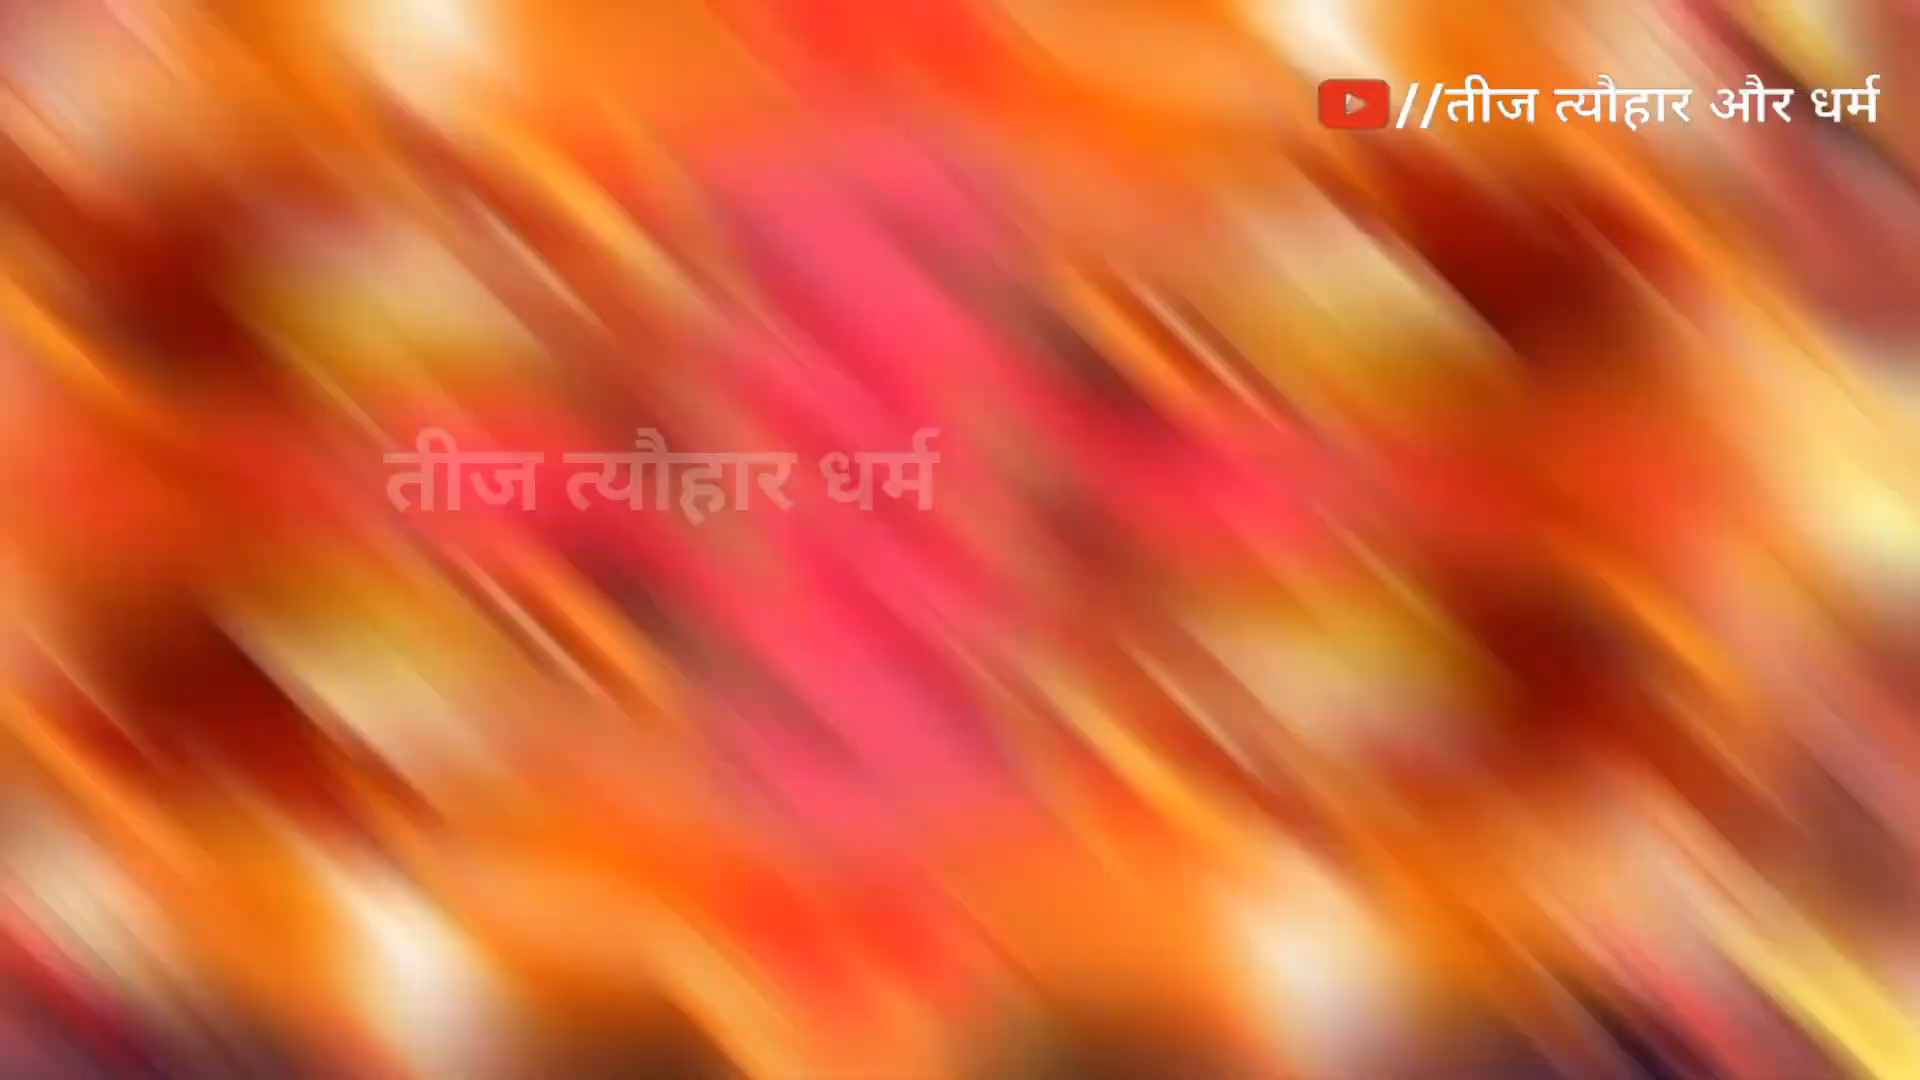 //तीज त्यौहार और धर्म
तीज त्यौहार धर्म